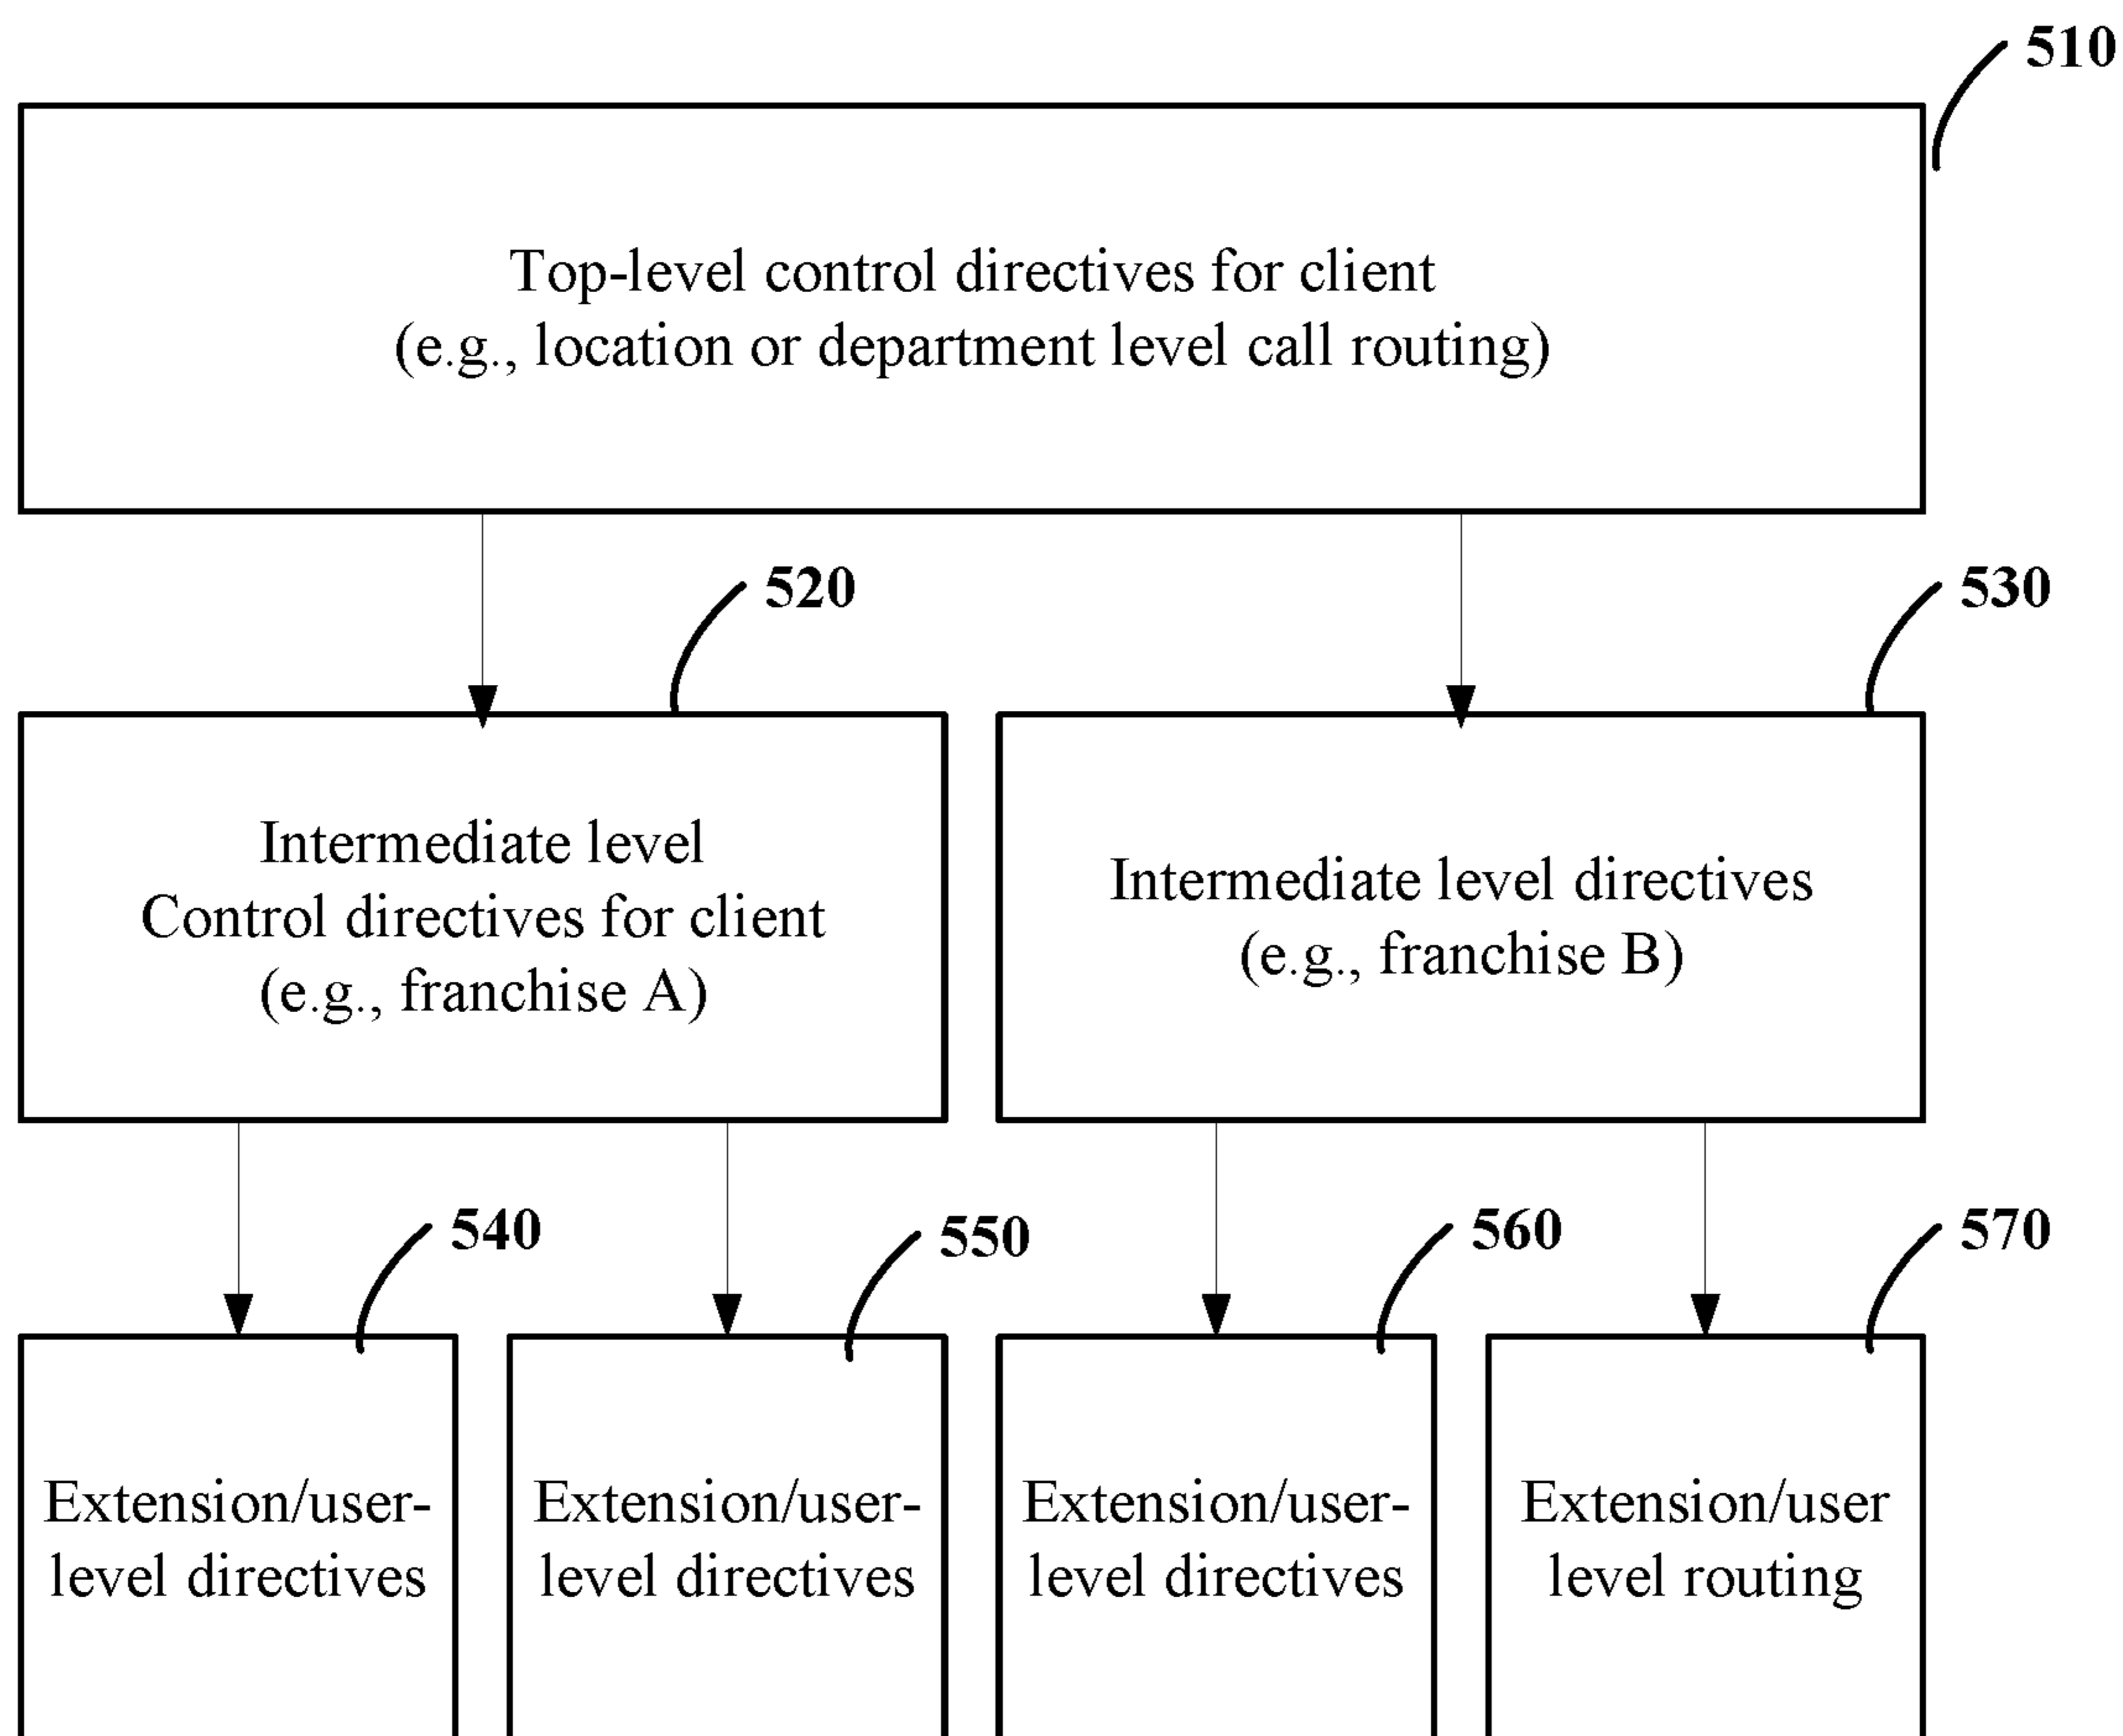 510
Top-level control directives for client
(e.g., location or department level call routing)
520
530
Intermediate level
Control directives for client
(e.g., franchise A)
Intermediate level directives
(e.g., franchise B)
540
550
560
570
Extension/user-
level directives
Extension/user-
level directives
Extension/user-
level directives
Extension/user
level routing